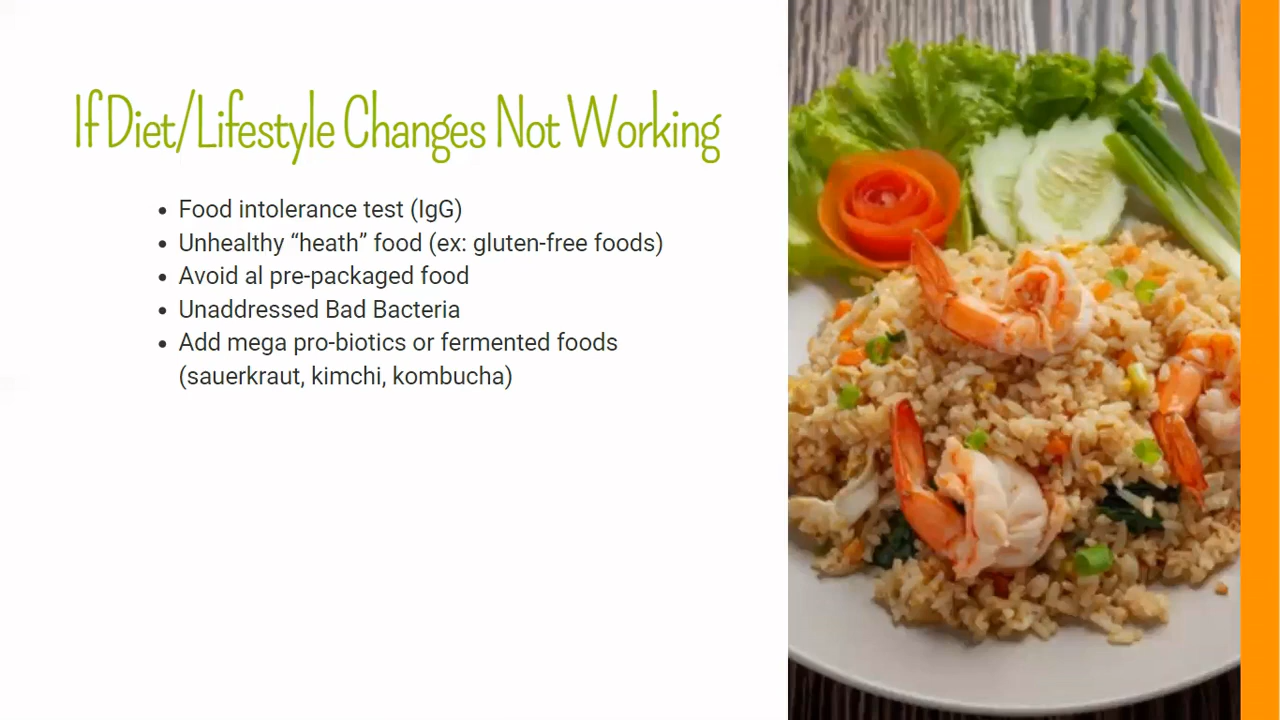 If Diet/Lifestyle Changes Not Working
• Food intolerance test (IgG)
• Unhealthy “heath” food (ex: gluten-free foods)
• Avoid al pre-packaged food
• Unaddressed Bad Bacteria
• Add mega pro-biotics or fermented foods
(sauerkraut, kimchi, kombucha)